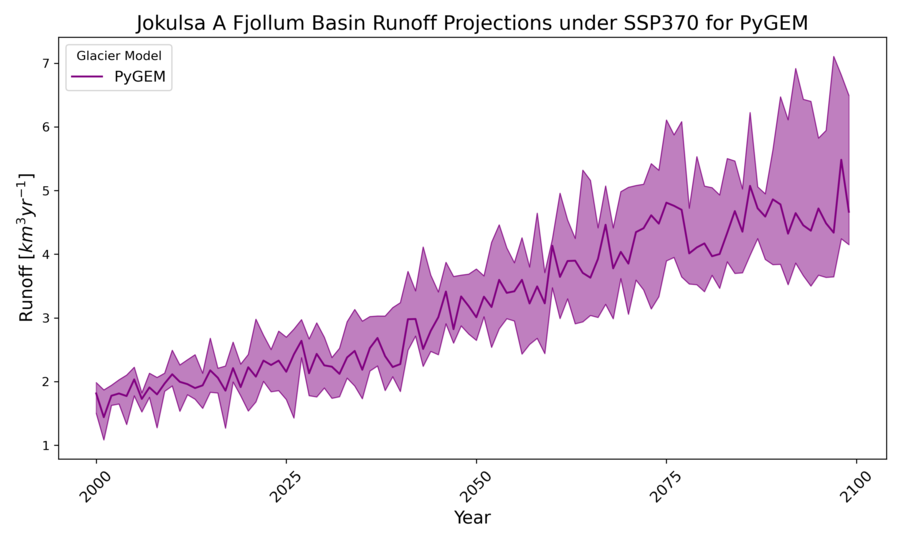 Jokulsa A Fjollum Basin Runoff Projections under SSP370 for PyGEM
Glacier Model
PyGEM
7
6
5
4
3
2
1
Runoff [km³yr⁻¹]
2000
2025
2050
2075
2100
Year